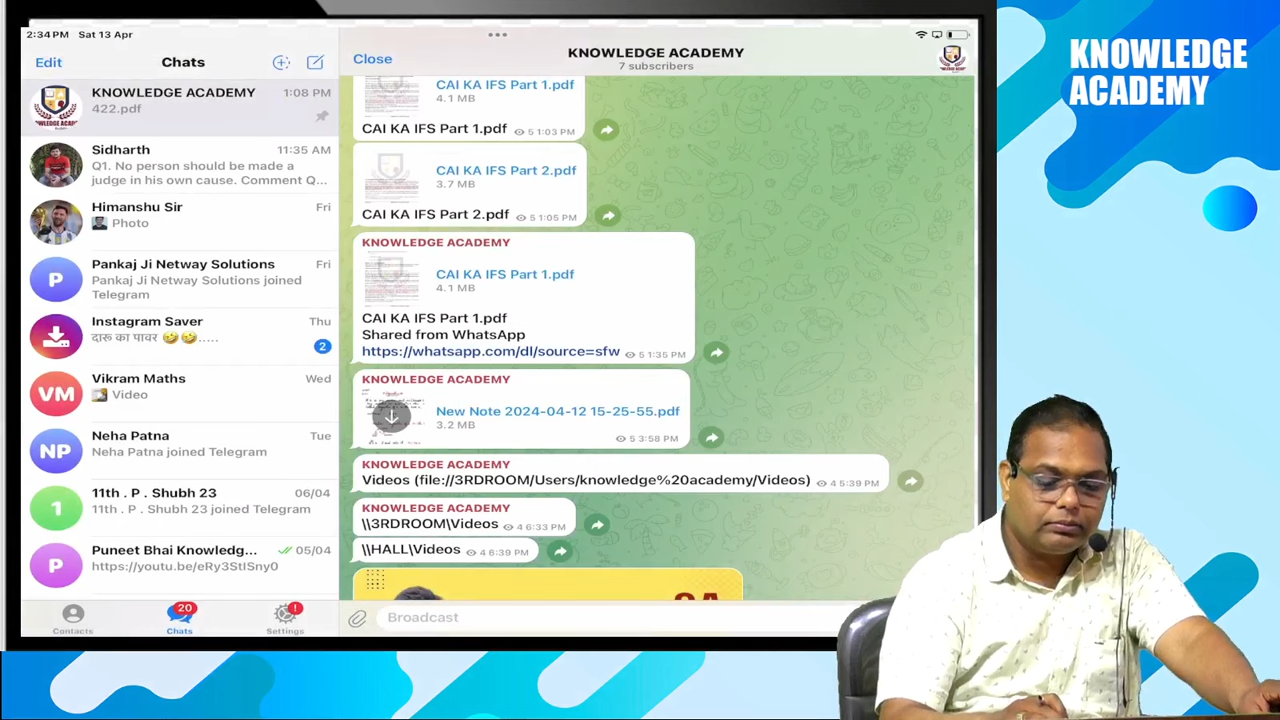 2:34 PM Sat 13 Apr
Edit
Chats
KNOWLEDGE ACADEMY 1:08 PM
422.pdf
Sidharth 11:35 AM
Q1. No person should be made a
judge in his own cause. Comment Q...
Himanshu Sir Fri
Photo
Pankaj Ji Netway Solutions Fri
Pankaj Ji Netway Solutions joined
Telegram
Instagram Saver Thu
दारू का पावर 🤣🤣..... 2
VM
Vikram Maths Wed
Video
NP
Neha Patna Tue
Neha Patna joined Telegram
1
11th . P . Shubh 23 06/04
11th . P . Shubh 23 joined Telegram
P
Puneet Bhai Knowledg... 05/04
https://youtu.be/eRy3StISny0
P
20
!
Contacts
Chats
Settings
Close
KNOWLEDGE ACADEMY
7 subscribers
CAI KA IFS Part 1.pdf
4.1 MB
CAI KA IFS Part 1.pdf 5 1:03 PM
CAI KA IFS Part 2.pdf
3.7 MB
CAI KA IFS Part 2.pdf 5 1:05 PM
KNOWLEDGE ACADEMY
CAI KA IFS Part 1.pdf
4.1 MB
CAI KA IFS Part 1.pdf
Shared from WhatsApp
https://whatsapp.com/dl/source=sfw 5 1:35 PM
KNOWLEDGE ACADEMY
New Note 2024-04-12 15-25-55.pdf
3.2 MB
5 3:58 PM
KNOWLEDGE ACADEMY
Videos (file://3RDROOM/Users/knowledge%20academy/Videos) 4 5:39 PM
KNOWLEDGE ACADEMY
\\3RDROOM\Videos 4 6:33 PM
\\HALL\Videos 4 6:39 PM
Broadcast
KNOWLEDGE
ACADEMY